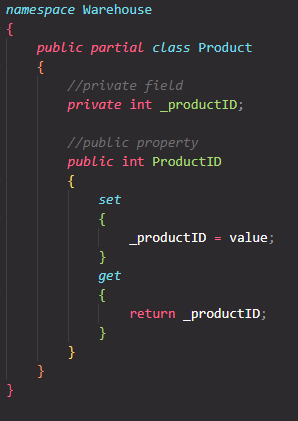 namespace Warehouse
{
    public partial class Product
    {
        //private field
        private int _productID;

        //public property
        public int ProductID
        {
            set
            {
                _productID = value;
            }
            get
            {
                return _productID;
            }
        }
    }
}